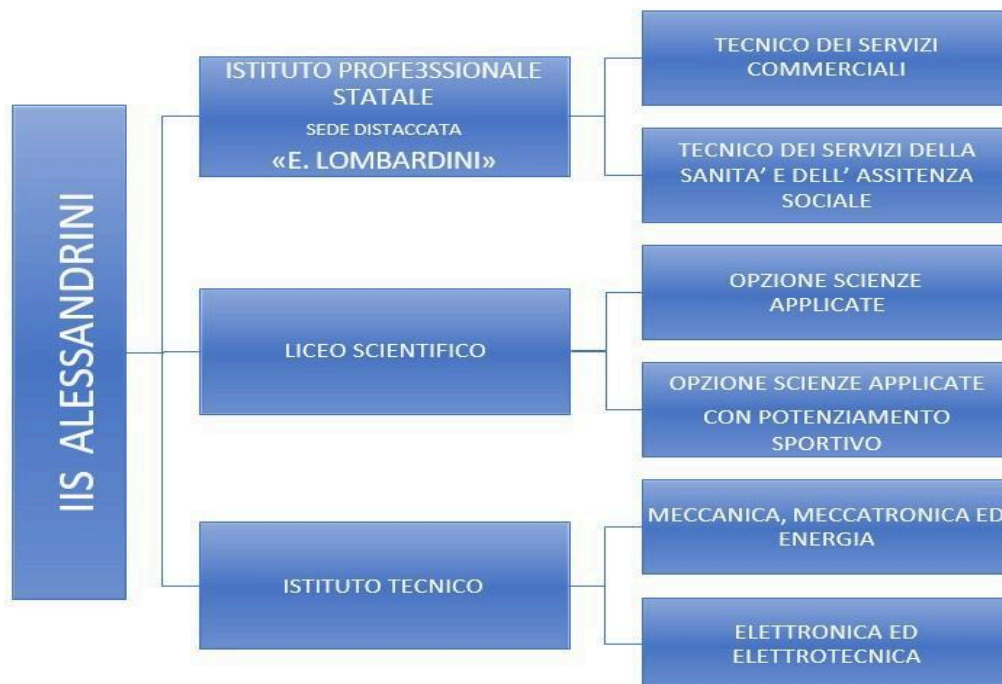 IIS ALESSANDRINI
ISTITUTO PROFE3SSIONALE
STATALE
SEDE DISTACCATA
«E. LOMBARDINI»
TECNICO DEI SERVIZI
COMMERCIALI
TECNICO DEI SERVIZI DELLA
SANITA’ E DELL’ ASSITENZA
SOCIALE
LICEO SCIENTIFICO
OPZIONE SCIENZE
APPLICATE
OPZIONE SCIENZE APPLICATE
CON POTENZIAMENTO
SPORTIVO
ISTITUTO TECNICO
MECCANICA, MECCATRONICA ED
ENERGIA
ELETTRONICA ED
ELETTROTECNICA